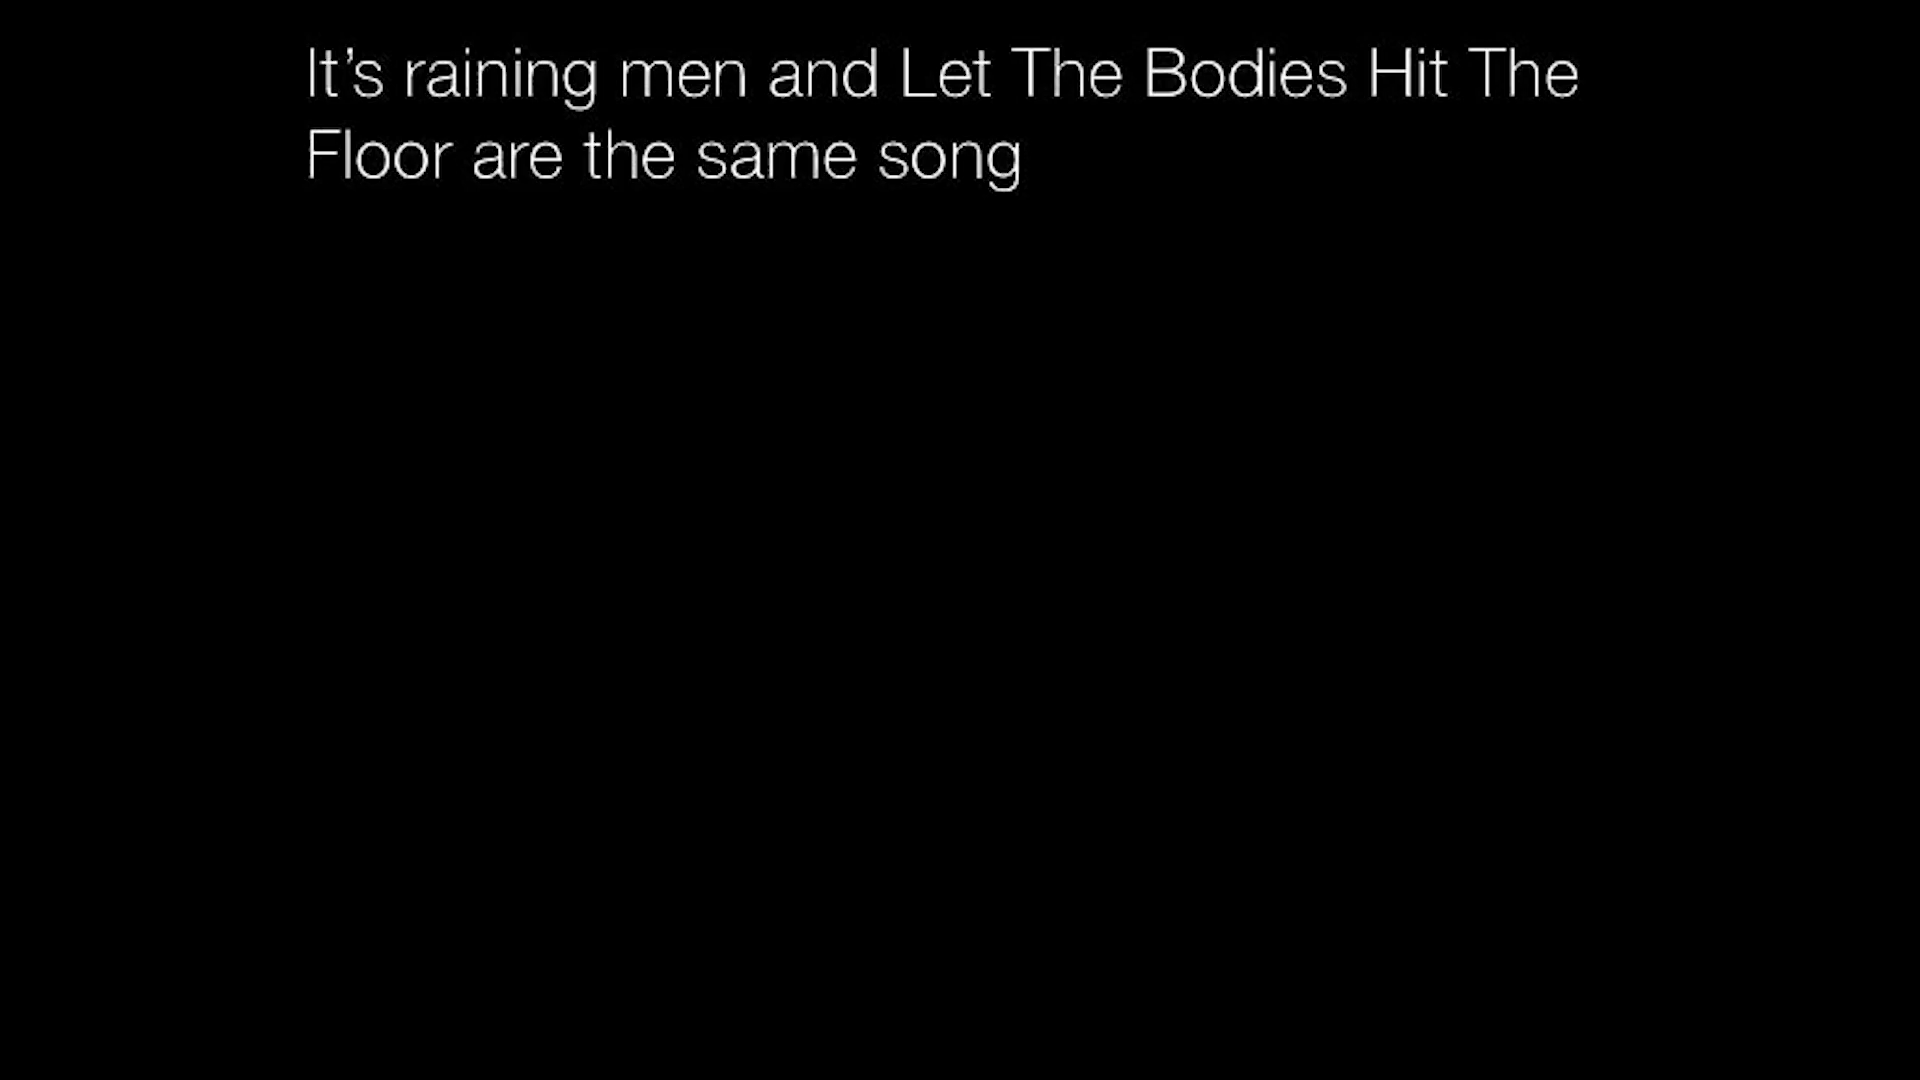 It’s raining men and Let The Bodies Hit The
Floor are the same song